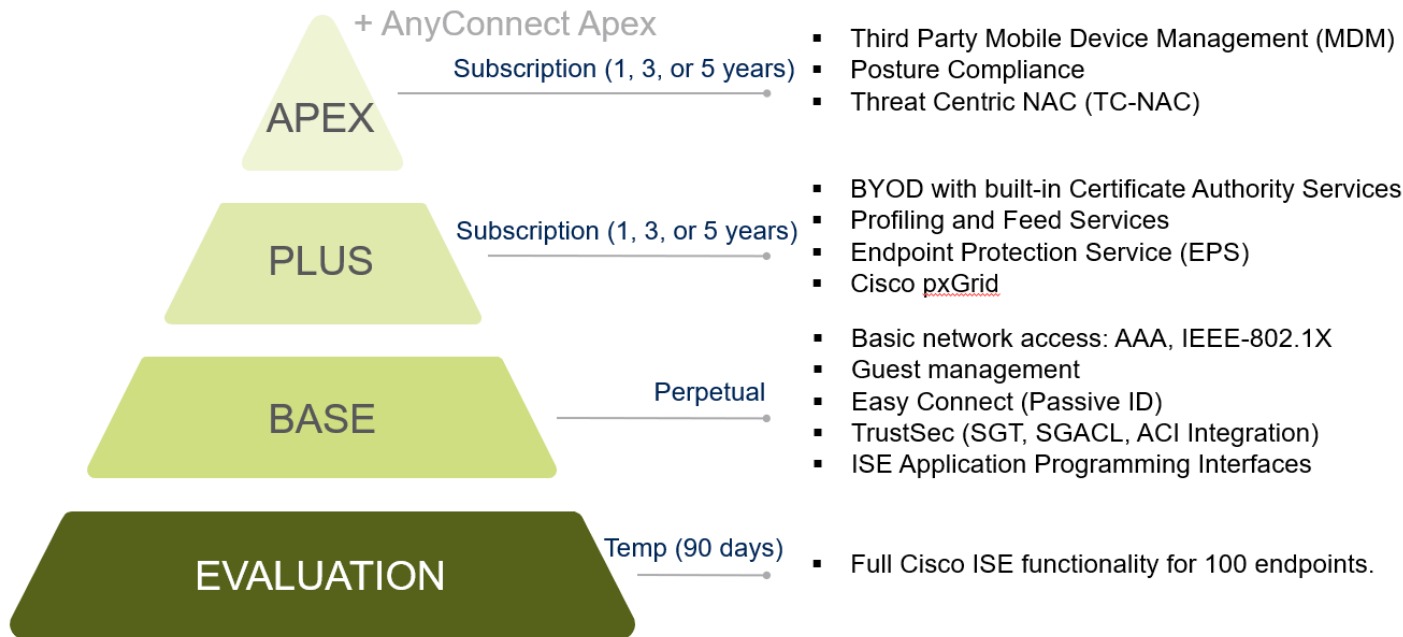 + AnyConnect Apex
Subscription (1, 3, or 5 years)
APEX
▪ Third Party Mobile Device Management (MDM)
▪ Posture Compliance
▪ Threat Centric NAC (TC-NAC)
Subscription (1, 3, or 5 years)
PLUS
▪ BYOD with built-in Certificate Authority Services
▪ Profiling and Feed Services
▪ Endpoint Protection Service (EPS)
▪ Cisco pxGrid
Perpetual
BASE
▪ Basic network access: AAA, IEEE-802.1X
▪ Guest management
▪ Easy Connect (Passive ID)
▪ TrustSec (SGT, SGACL, ACI Integration)
▪ ISE Application Programming Interfaces
Temp (90 days)
EVALUATION
▪ Full Cisco ISE functionality for 100 endpoints.